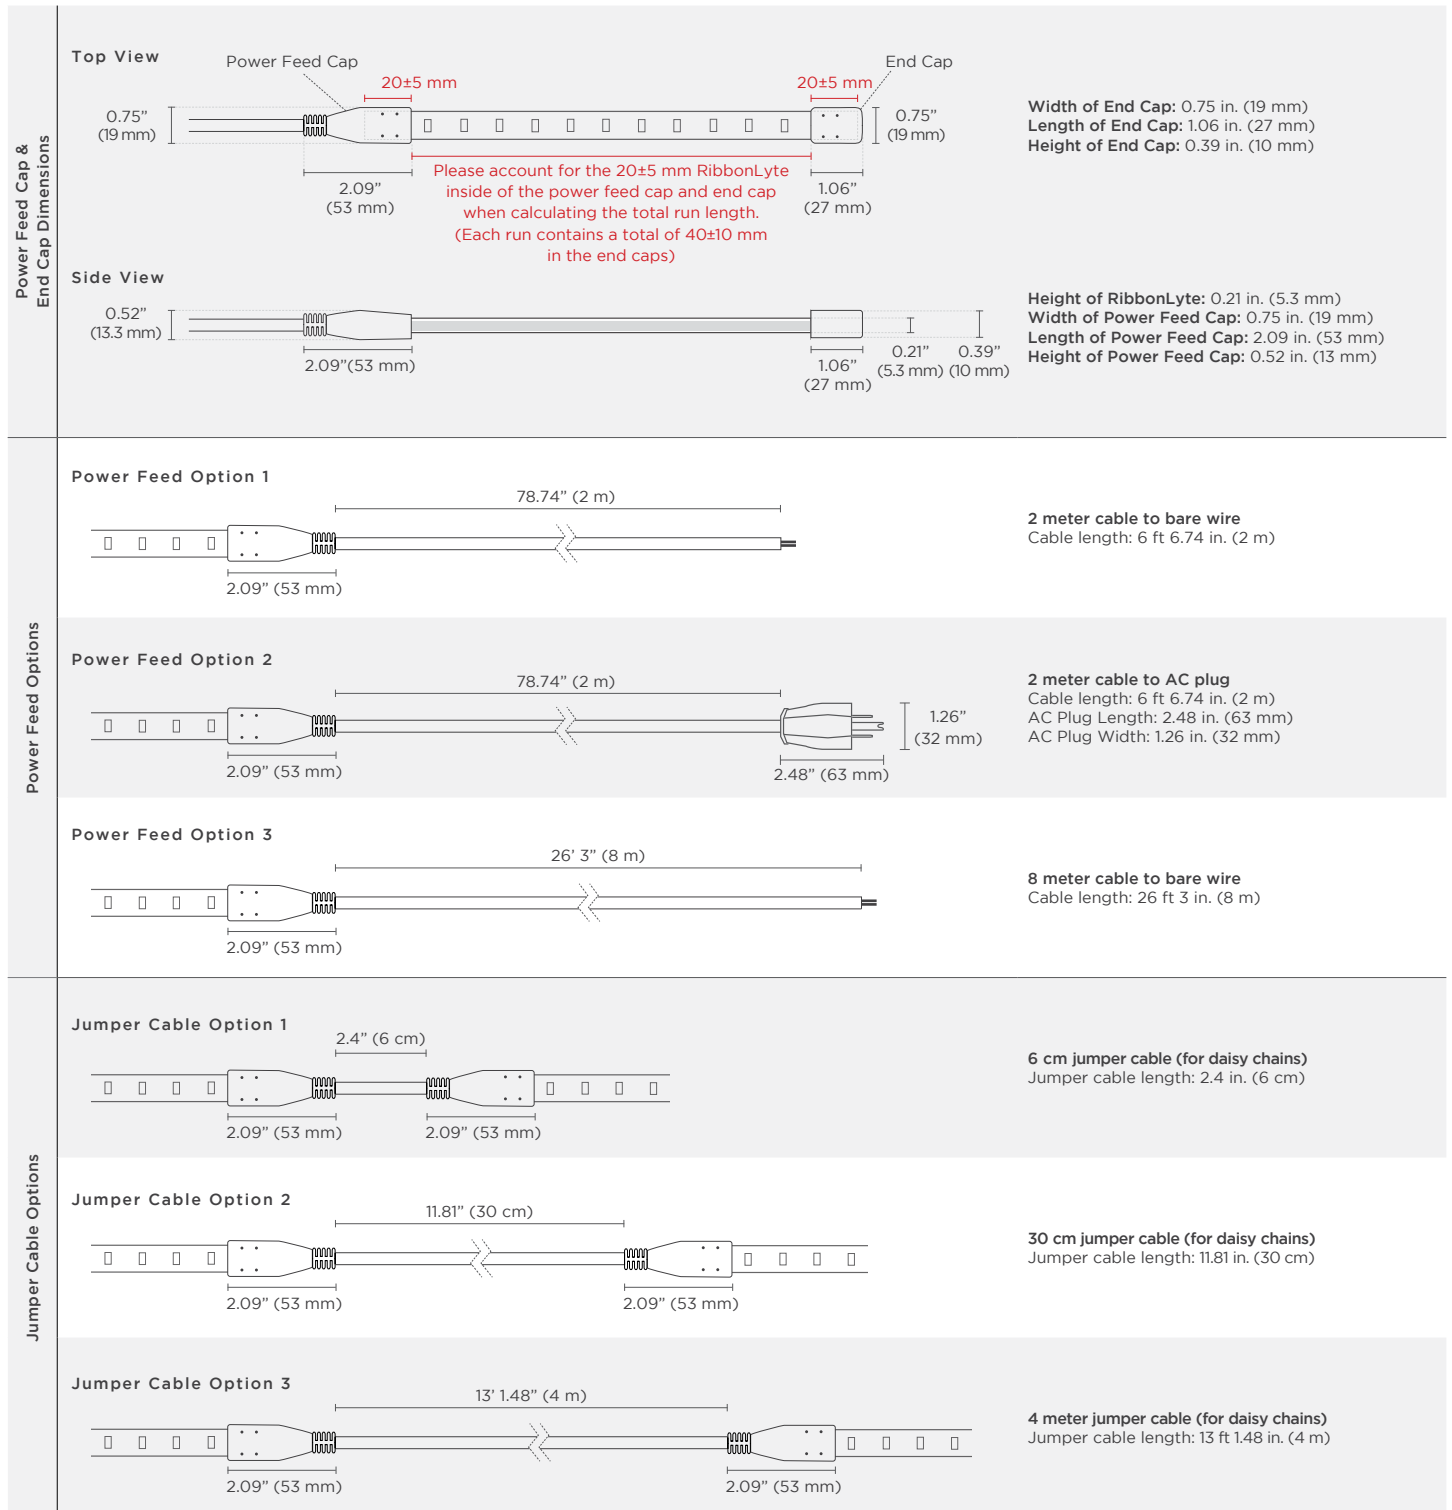 Power Feed Cap &
End Cap Dimensions
Top View
Power Feed Cap
End Cap
20±5 mm
20±5 mm
0.75”
(19 mm)
0.75”
(19 mm)
2.09”
(53 mm)
Please account for the 20±5 mm RibbonLyte
inside of the power feed cap and end cap
when calculating the total run length.
(Each run contains a total of 40±10 mm
in the end caps)
1.06”
(27 mm)
Width of End Cap: 0.75 in. (19 mm)
Length of End Cap: 1.06 in. (27 mm)
Height of End Cap: 0.39 in. (10 mm)
Side View
0.52”
(13.3 mm)
2.09”(53 mm)
1.06”
(27 mm)
0.21”
(5.3 mm)
0.39”
(10 mm)
Height of RibbonLyte: 0.21 in. (5.3 mm)
Width of Power Feed Cap: 0.75 in. (19 mm)
Length of Power Feed Cap: 2.09 in. (53 mm)
Height of Power Feed Cap: 0.52 in. (13 mm)
Power Feed Options
Power Feed Option 1
78.74” (2 m)
2.09” (53 mm)
2 meter cable to bare wire
Cable length: 6 ft 6.74 in. (2 m)
Power Feed Option 2
78.74” (2 m)
1.26”
(32 mm)
2.09” (53 mm)
2.48” (63 mm)
2 meter cable to AC plug
Cable length: 6 ft 6.74 in. (2 m)
AC Plug Length: 2.48 in. (63 mm)
AC Plug Width: 1.26 in. (32 mm)
Power Feed Option 3
26’ 3” (8 m)
2.09” (53 mm)
8 meter cable to bare wire
Cable length: 26 ft 3 in. (8 m)
Jumper Cable Options
Jumper Cable Option 1
2.4” (6 cm)
2.09” (53 mm)
2.09” (53 mm)
6 cm jumper cable (for daisy chains)
Jumper cable length: 2.4 in. (6 cm)
Jumper Cable Option 2
11.81” (30 cm)
2.09” (53 mm)
2.09” (53 mm)
30 cm jumper cable (for daisy chains)
Jumper cable length: 11.81 in. (30 cm)
Jumper Cable Option 3
13’ 1.48” (4 m)
2.09” (53 mm)
2.09” (53 mm)
4 meter jumper cable (for daisy chains)
Jumper cable length: 13 ft 1.48 in. (4 m)